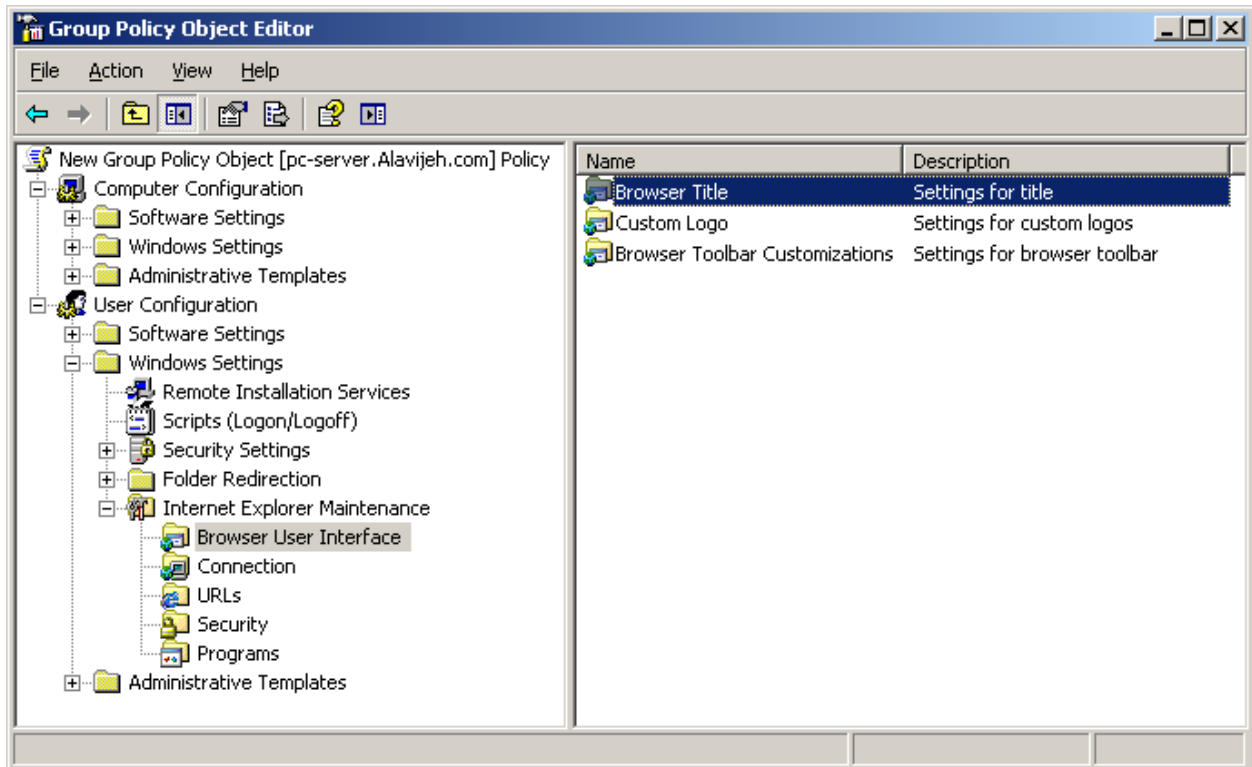 Group Policy Object Editor
File Action View Help
New Group Policy Object [pc-server.Alavijeh.com] Policy
Computer Configuration
Software Settings
Windows Settings
Administrative Templates
User Configuration
Software Settings
Windows Settings
Remote Installation Services
Scripts (Logon/Logoff)
Security Settings
Folder Redirection
Internet Explorer Maintenance
Browser User Interface
Connection
URLs
Security
Programs
Administrative Templates
Name Description
Browser Title Settings for title
Custom Logo Settings for custom logos
Browser Toolbar Customizations Settings for browser toolbar